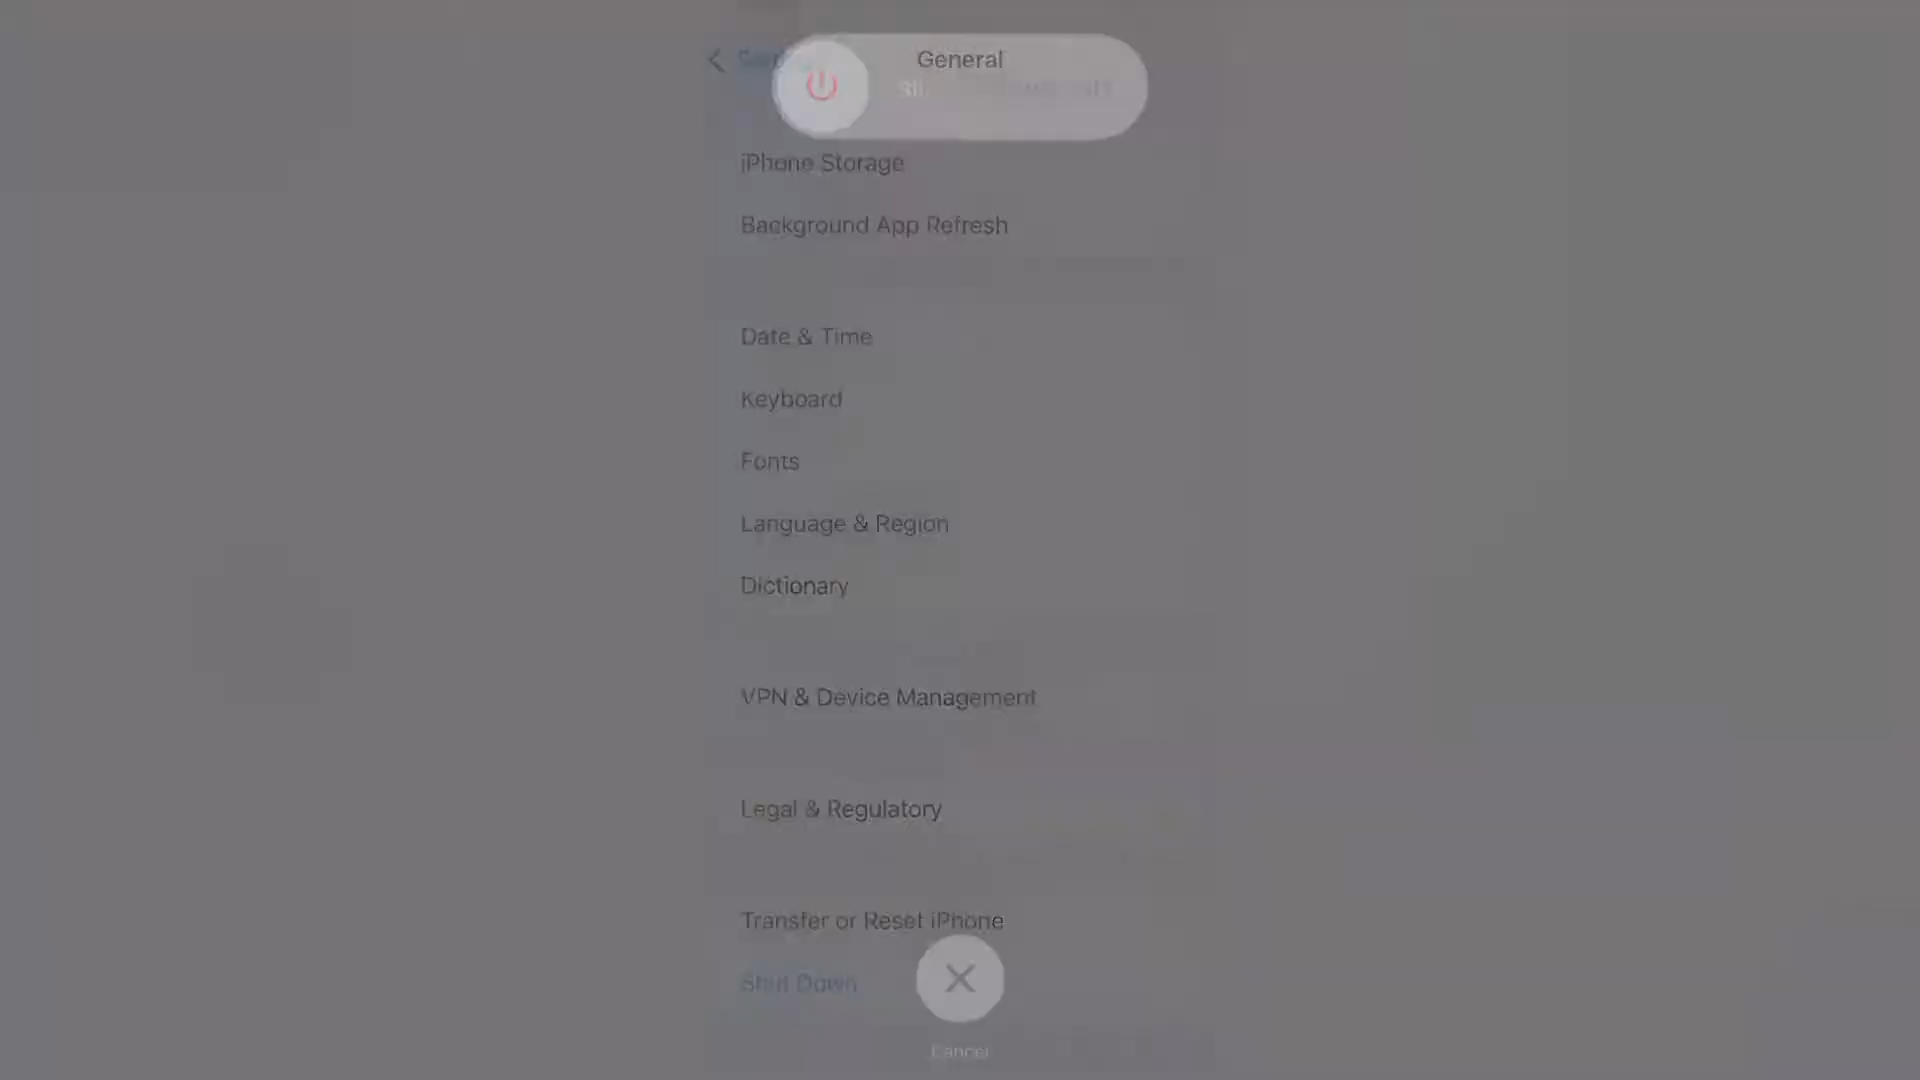 General
iPhone Storage
Background App Refresh
Date & Time
Keyboard
Fonts
Language & Region
Dictionary
VPN & Device Management
Legal & Regulatory
Transfer or Reset iPhone
Shut Down
Cancel